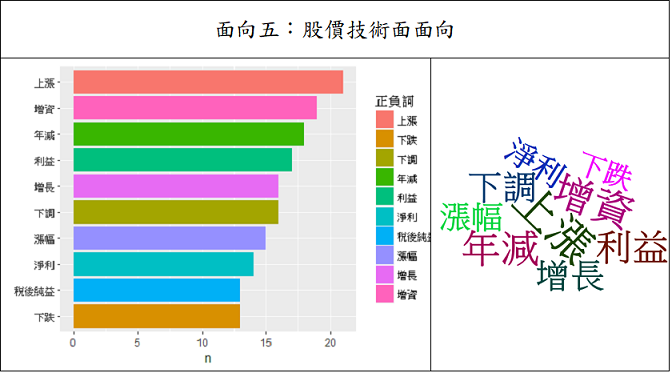 面向五：股價技術面面向
上漲
增資
年減
利益
增長
下調
漲幅
淨利
稅後純益
下跌
0 5 10 15 20
n
正負詞
上漲
下跌
下調
年減
利益
淨利
稅後純益
漲幅
增長
增資
淨利
下跌
下調
增資
漲幅
上漲
年減
利益
增長